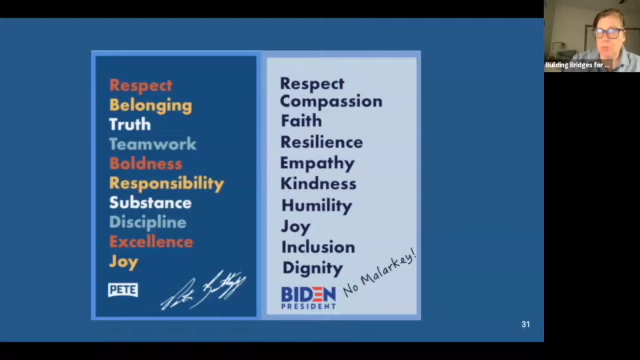 Respect
Belonging
Truth
Teamwork
Boldness
Responsibility
Substance
Discipline
Excellence
Joy
PETE
Respect
Compassion
Faith
Resilience
Empathy
Kindness
Humility
Joy
Inclusion
Dignity
No Malarkey!
BIDEN
PRESIDENT
Building Bridges for ...
31